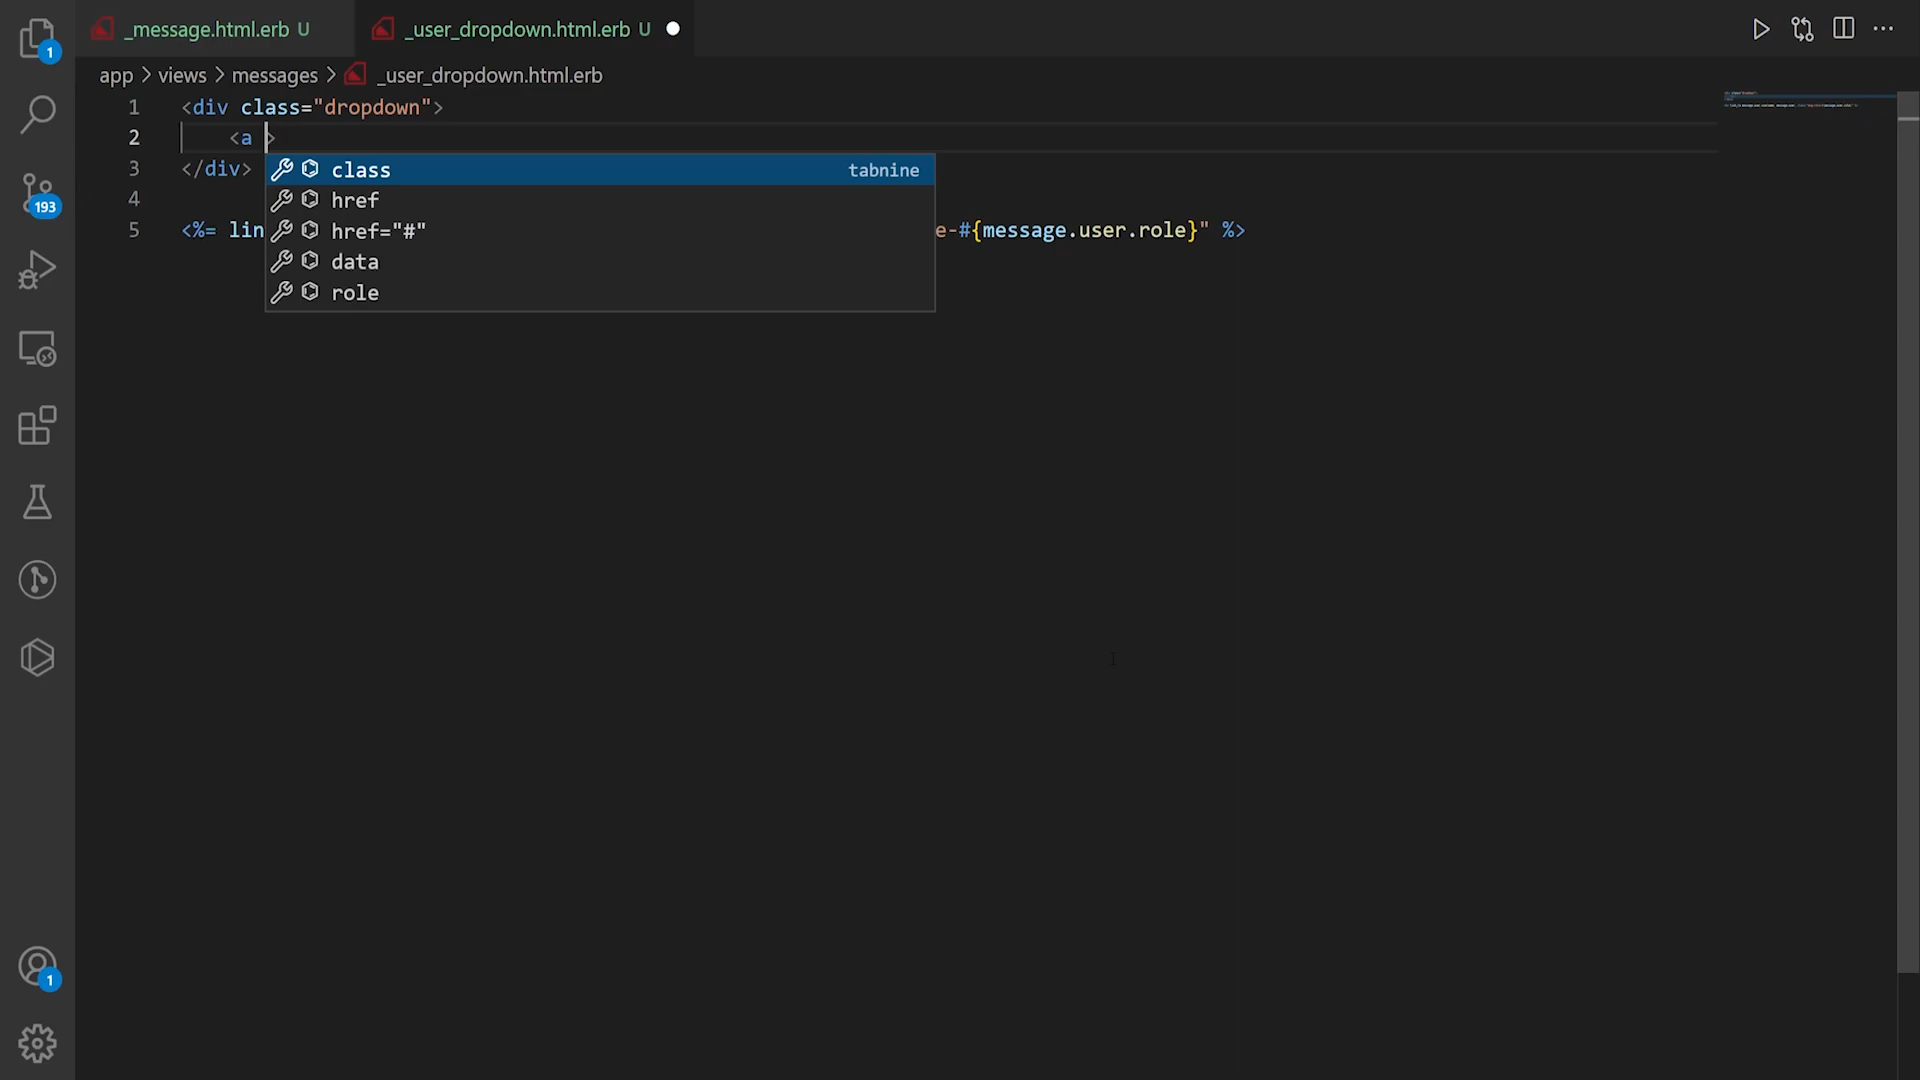 _message.html.erb U
_user_dropdown.html.erb U
app > views > messages > _user_dropdown.html.erb
1 <div class="dropdown">
2 <a >
3 </div>
4
5 <%= lin e-#{message.user.role}" %>
class tabnine
href
href="#"
data
role
1
193
1